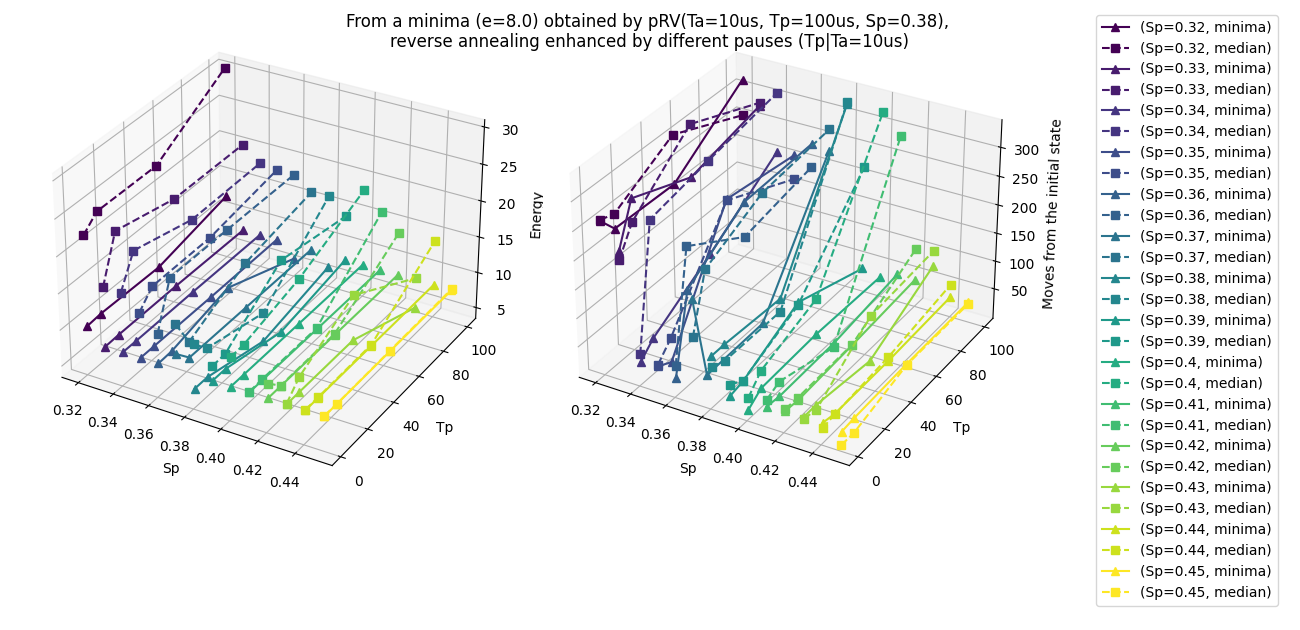 From a minima (e=8.0) obtained by pRV(Ta=10us, Tp=100us, Sp=0.38),
reverse annealing enhanced by different pauses (Tp|Ta=10us)
0.32
0.34
0.36
0.38
0.40
0.42
0.44
Sp
0
20
40
60
80
100
Tp
5
10
15
20
25
30
Energy
0.32
0.34
0.36
0.38
0.40
0.42
0.44
Sp
0
20
40
60
80
100
Tp
50
100
150
200
250
300
Moves from the initial state
(Sp=0.32, minima)
(Sp=0.32, median)
(Sp=0.33, minima)
(Sp=0.33, median)
(Sp=0.34, minima)
(Sp=0.34, median)
(Sp=0.35, minima)
(Sp=0.35, median)
(Sp=0.36, minima)
(Sp=0.36, median)
(Sp=0.37, minima)
(Sp=0.37, median)
(Sp=0.38, minima)
(Sp=0.38, median)
(Sp=0.39, minima)
(Sp=0.39, median)
(Sp=0.4, minima)
(Sp=0.4, median)
(Sp=0.41, minima)
(Sp=0.41, median)
(Sp=0.42, minima)
(Sp=0.42, median)
(Sp=0.43, minima)
(Sp=0.43, median)
(Sp=0.44, minima)
(Sp=0.44, median)
(Sp=0.45, minima)
(Sp=0.45, median)